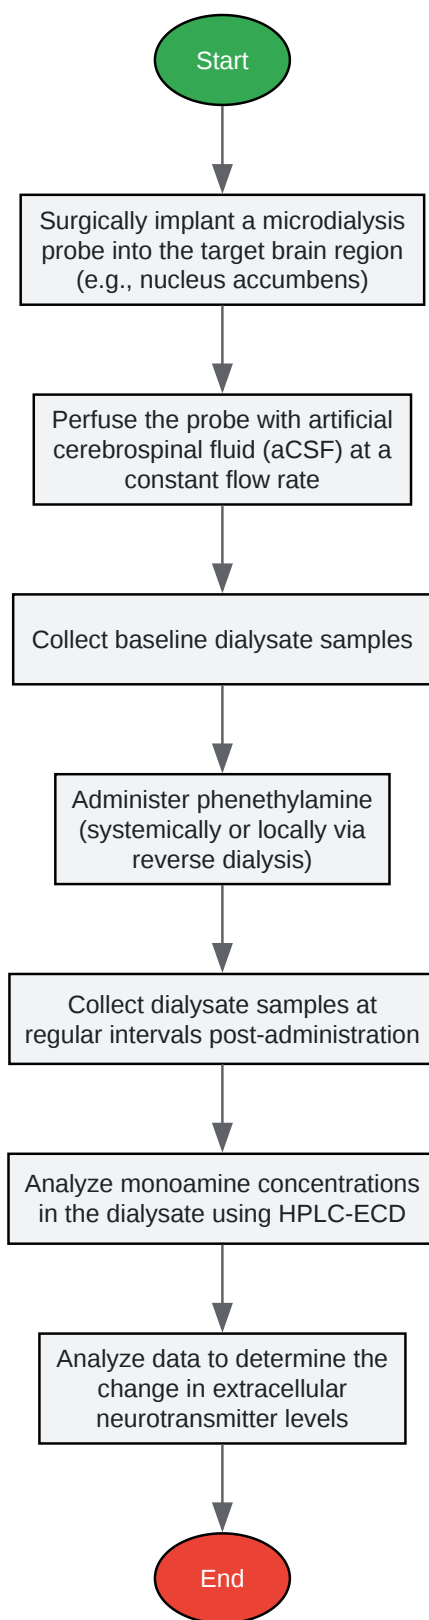 Start
Surgically implant a microdialysis
probe into the target brain region
(e.g., nucleus accumbens)
Perfuse the probe with artificial
cerebrospinal fluid (aCSF) at a
constant flow rate
Collect baseline dialysate samples
Administer phenethylamine
(systemically or locally via
reverse dialysis)
Collect dialysate samples at
regular intervals post-administration
Analyze monoamine concentrations
in the dialysate using HPLC-ECD
Analyze data to determine the
change in extracellular
neurotransmitter levels
End